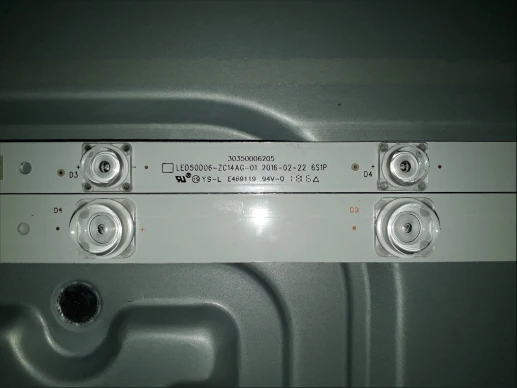 30350006205
LED50D06-ZC14AG-01 2016-02-22 6S1P
D3
D4
YS-L E469119 94V-0
D4
D3